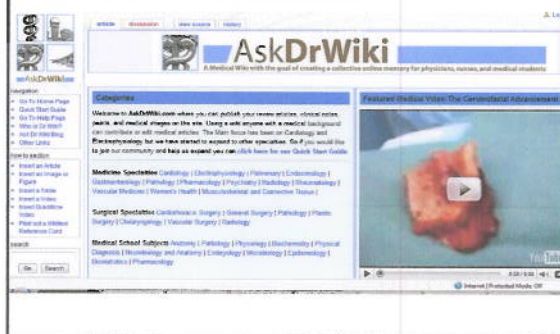 article discussion view source history
AskDrWiki
AskDrWiki
A Medical Wiki with the goal of creating a collective online memory for physicians, nurses, and medical students
navigation
Go To Home Page
Quick Start Guide
Go To Help Page
Who is Dr Wiki?
Ask Dr Wiki Blog
Other Links
how to section
Insert an Article
Insert an Image or
Figure
Insert a Table
Insert a Video
Insert Quicktime
Video
Print out a Wikitext
Reference Card
search
Go Search
Categories
Welcome to AskDrWiki.com where you can publish your review articles, clinical notes,
pearls, and medical images on the site. Using a wiki anyone with a medical background
can contribute or edit medical articles. The Main focus has been on Cardiology and
Electrophysiology but we have started to expand to other specialties. So if you would like
to join our community and help us expand you can click here for our Quick Start Guide
Medicine Specialties Cardiology | Electrophysiology | Pulmonary | Endocrinology |
Gastroenterology | Pathology | Pharmacology | Psychiatry | Radiology | Rheumatology |
Vascular Medicine | Women's Health | Musculoskeletal and Connective Tissue |
Surgical Specialties Cardiothoracic Surgery | General Surgery | Pathology | Plastic
Surgery | Otolaryngology | Vascular Surgery | Radiology
Medical School Subjects Anatomy | Pathology | Physiology | Biochemistry | Physical
Diagnosis | Neurobiology and Anatomy | Embryology | Microbiology | Epidemiology |
Biostatistics | Pharmacology
Featured Medical Video: The Cervicofacial Advancement
YouTube
Internet | Protected Mode: Off